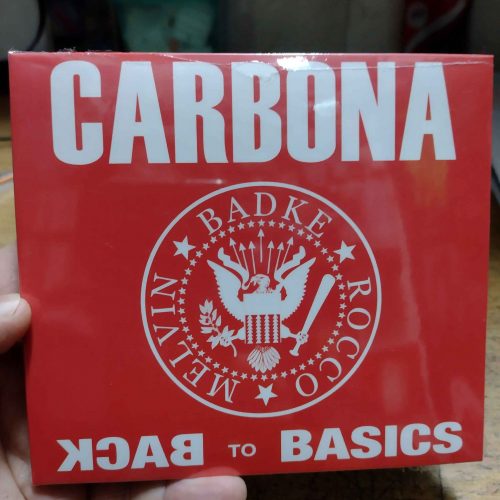 CARBONA
BADKE
ROCCO
MELVIN
BACK TO BASICS